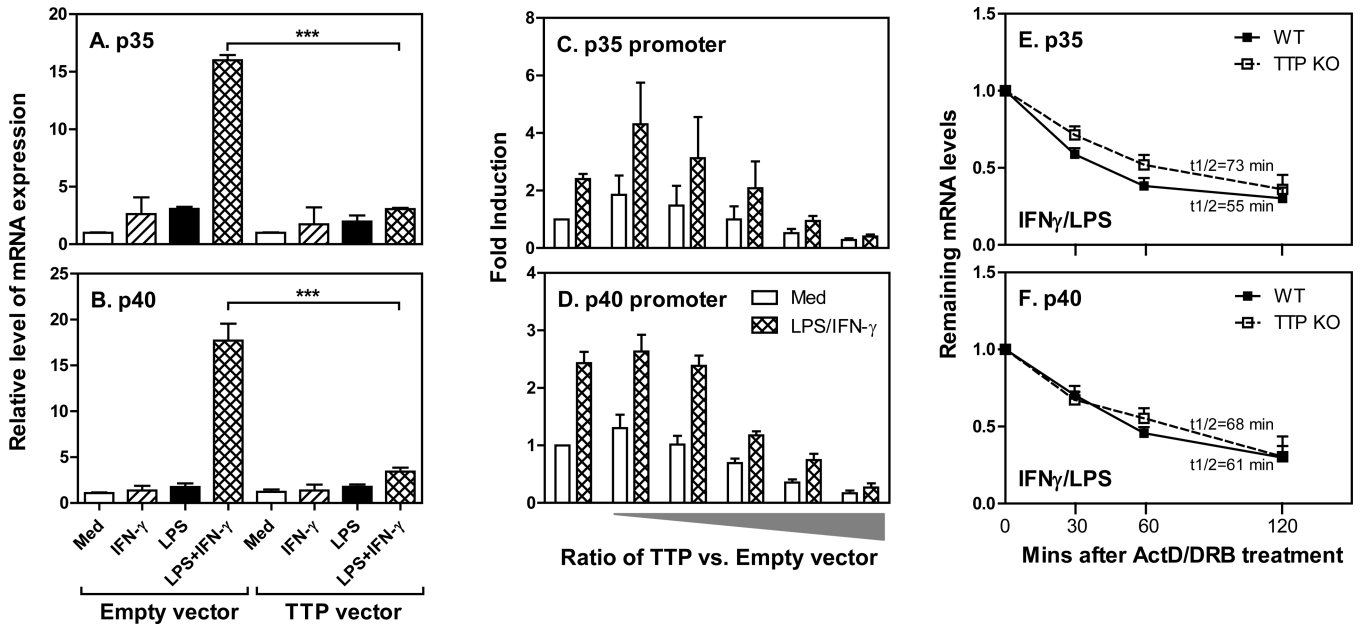 Relative level of mRNA expression
A. p35
***
20
15
10
5
0
B. p40
***
25
20
15
10
5
0
Med
IFN-γ
LPS
LPS+IFN-γ
Med
IFN-γ
LPS
LPS+IFN-γ
Empty vector
TTP vector
Fold Induction
C. p35 promoter
8
6
4
2
0
D. p40 promoter
Med
LPS/IFN-γ
4
3
2
1
0
Ratio of TTP vs. Empty vector
Remaining mRNA levels
E. p35
WT
TTP KO
1.5
1.0
0.5
0.0
t1/2=73 min
t1/2=55 min
IFNγ/LPS
F. p40
WT
TTP KO
1.5
1.0
0.5
0.0
t1/2=68 min
t1/2=61 min
IFNγ/LPS
0
30
60
120
Mins after ActD/DRB treatment